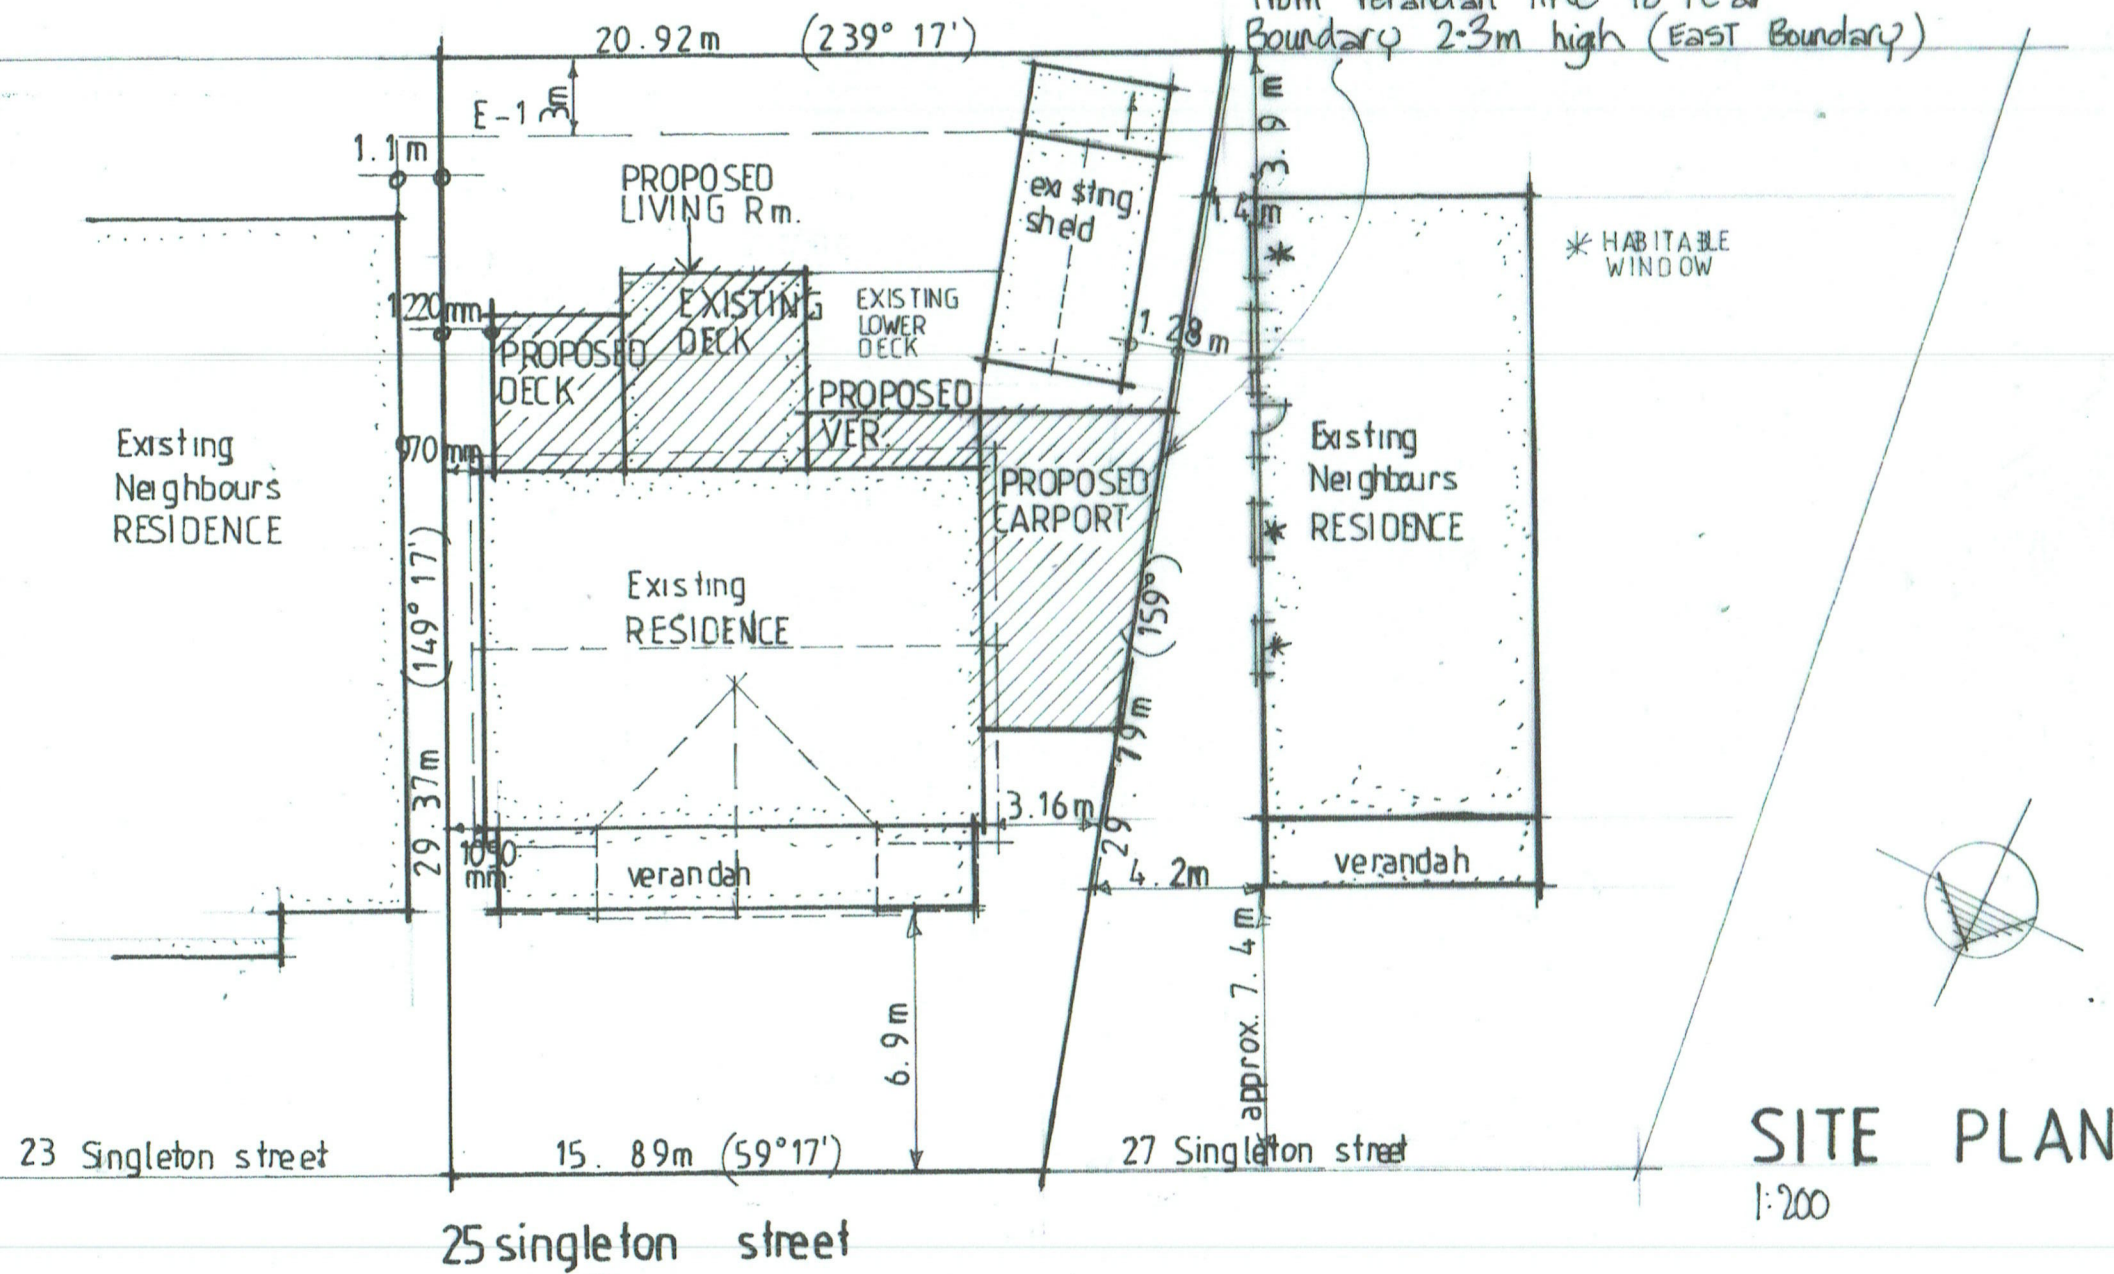 Boundary 2.3m high (EAST Boundary)
20.92m (239° 17')
E-1
3m
1.1m
3.9m
PROPOSED
LIVING Rm.
existing
shed
1.4m
* HABITABLE
WINDOW
1220mm
EXISTING
DECK
EXISTING
LOWER
DECK
1.28m
PROPOSED
DECK
PROPOSED
VER.
970mm
Existing
Neighbours
RESIDENCE
PROPOSED
CARPORT
Existing
Neighbours
RESIDENCE
Existing
RESIDENCE
29.37m (149° 17')
29.79m (159°)
3.16m
mm
verandah
4.2m
verandah
6.9m
approx. 7.4m
23 Singleton street
15.89m (59°17')
27 Singleton street
SITE PLAN
1:200
25 singleton street